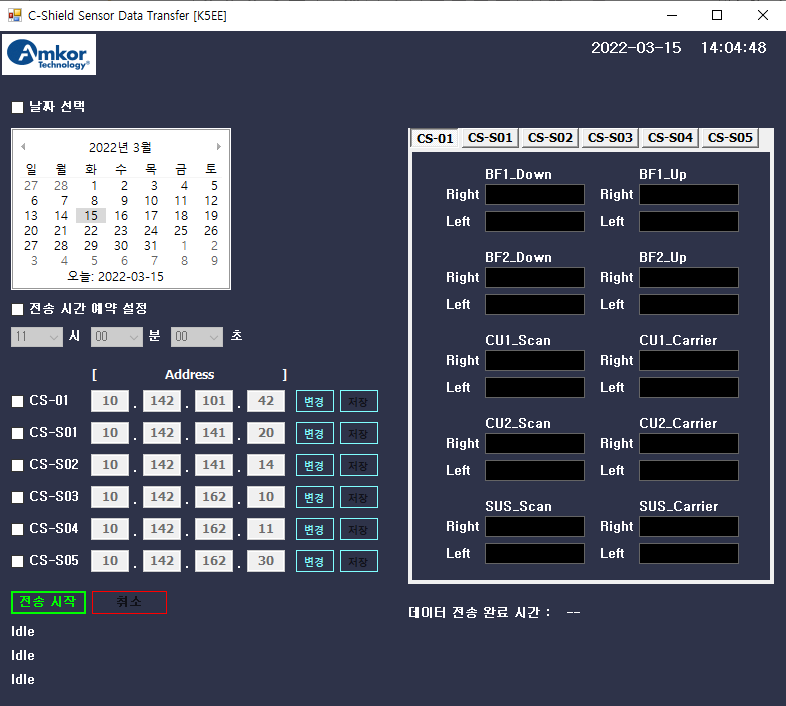 C-Shield Sensor Data Transfer [K5EE]
Amkor
Technology®
2022-03-15 14:04:48
날짜 선택
2022년 3월
일 월 화 수 목 금 토
27 28 1 2 3 4 5
6 7 8 9 10 11 12
13 14 15 16 17 18 19
20 21 22 23 24 25 26
27 28 29 30 31 1 2
3 4 5 6 7 8 9
오늘: 2022-03-15
전송 시간 예약 설정
11 시 00 분 00 초
[ Address ]
CS-01 10 . 142 . 101 . 42 변경 저장
CS-S01 10 . 142 . 141 . 20 변경 저장
CS-S02 10 . 142 . 141 . 14 변경 저장
CS-S03 10 . 142 . 162 . 10 변경 저장
CS-S04 10 . 142 . 162 . 11 변경 저장
CS-S05 10 . 142 . 162 . 30 변경 저장
전송 시작 취소
Idle
Idle
Idle
CS-01 CS-S01 CS-S02 CS-S03 CS-S04 CS-S05
BF1_Down BF1_Up
Right Right
Left Left
BF2_Down BF2_Up
Right Right
Left Left
CU1_Scan CU1_Carrier
Right Right
Left Left
CU2_Scan CU2_Carrier
Right Right
Left Left
SUS_Scan SUS_Carrier
Right Right
Left Left
데이터 전송 완료 시간 : --